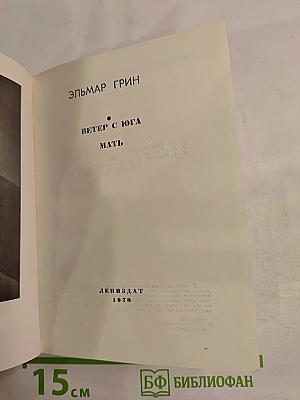 ЭЛЬМАР ГРИН
ВЕТЕР С ЮГА
МАТЬ
ЛЕНИЗДАТ
1978
15 см
БФ БИБЛИОФАН